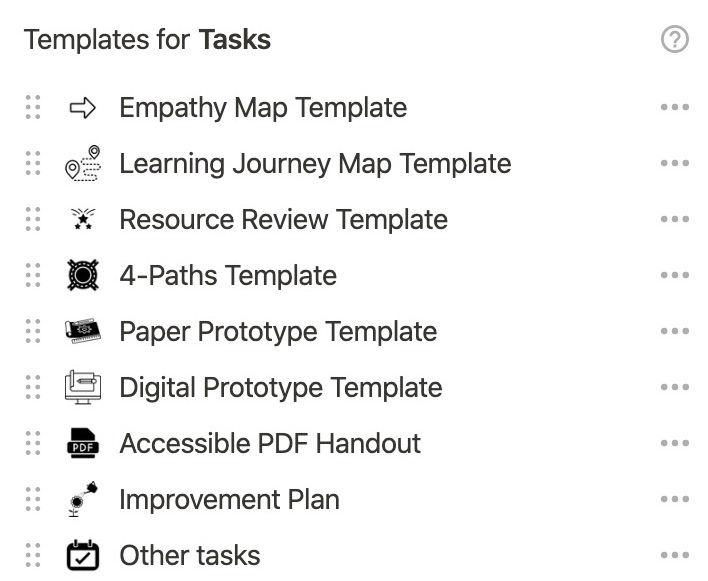 Templates for Tasks
Empathy Map Template
Learning Journey Map Template
Resource Review Template
4-Paths Template
Paper Prototype Template
Digital Prototype Template
PDF Accessible PDF Handout
Improvement Plan
Other tasks